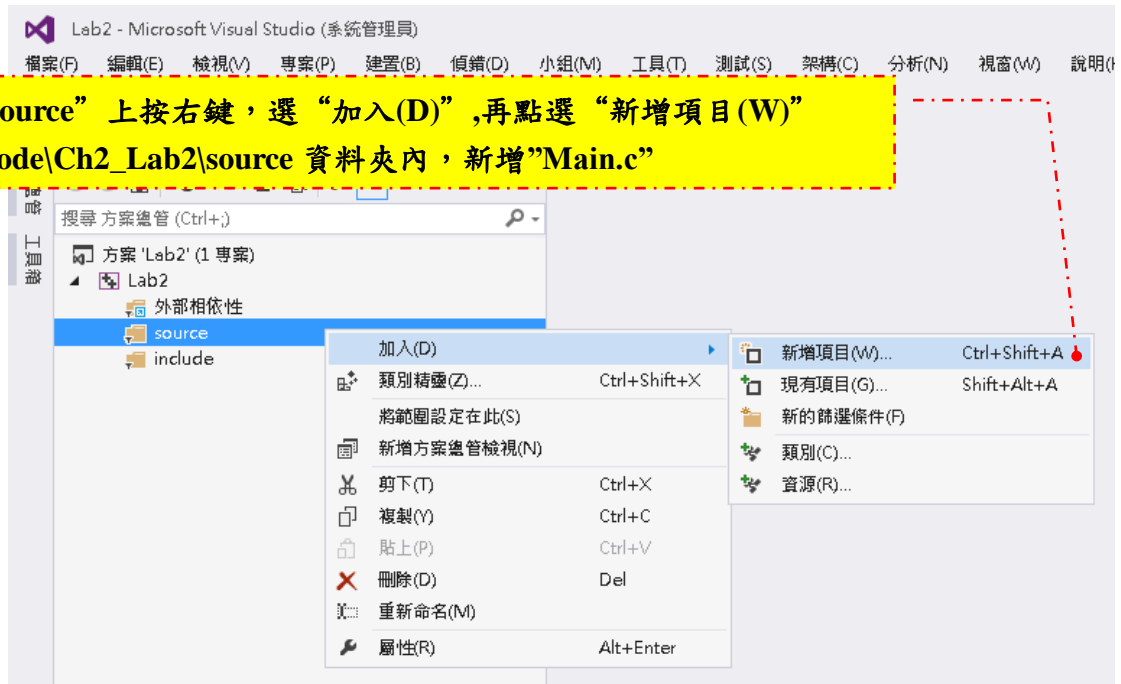 Lab2 - Microsoft Visual Studio (系統管理員)
檔案(F) 編輯(E) 檢視(V) 專案(P) 建置(B) 偵錯(D) 小組(M) 工具(T) 測試(S) 架構(C) 分析(N) 視窗(W) 說明(H
ource”上按右鍵，選“加入(D)”,再點選“新增項目(W)”
ode\Ch2_Lab2\source 資料夾內，新增”Main.c”
工具箱
搜尋 方案總管 (Ctrl+;)
方案 'Lab2' (1 專案)
Lab2
外部相依性
source
include
加入(D)
類別精靈(Z)... Ctrl+Shift+X
將範圍設定在此(S)
新增方案總管檢視(N)
剪下(T) Ctrl+X
複製(Y) Ctrl+C
貼上(P) Ctrl+V
刪除(D) Del
重新命名(M)
屬性(R) Alt+Enter
新增項目(W)... Ctrl+Shift+A
現有項目(G)... Shift+Alt+A
新的篩選條件(F)
類別(C)...
資源(R)...